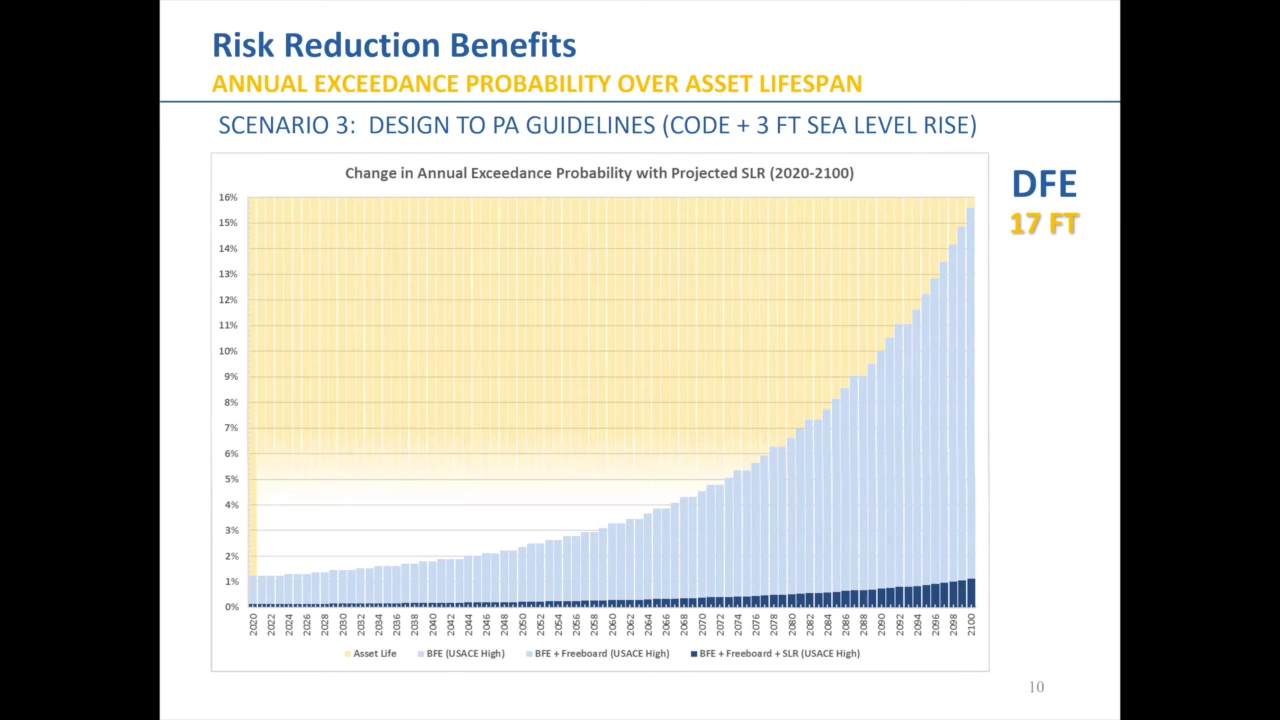 Risk Reduction Benefits
ANNUAL EXCEEDANCE PROBABILITY OVER ASSET LIFESPAN
SCENARIO 3: DESIGN TO PA GUIDELINES (CODE + 3 FT SEA LEVEL RISE)
Change in Annual Exceedance Probability with Projected SLR (2020-2100)
DFE
17 FT
16%
15%
14%
13%
12%
11%
10%
9%
8%
7%
6%
5%
4%
3%
2%
1%
0%
2020 2022 2024 2026 2028 2030 2032 2034 2036 2038 2040 2042 2044 2046 2048 2050 2052 2054 2056 2058 2060 2062 2064 2066 2068 2070 2072 2074 2076 2078 2080 2082 2084 2086 2088 2090 2092 2094 2096 2098 2100
Asset Life BFE (USACE High) BFE + Freeboard (USACE High) BFE + Freeboard + SLR (USACE High)
10